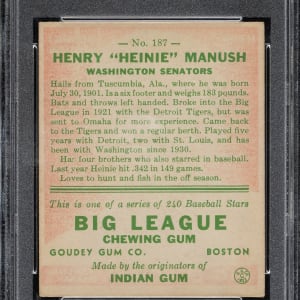 No. 187
HENRY "HEINIE" MANUSH
WASHINGTON SENATORS
Hails from Tuscumbia, Ala., where he was born
July 30, 1901. Is a six footer and weighs 183 pounds.
Bats and throws left handed. Broke into the Big
League in 1921 with the Detroit Tigers, but was
sent to Omaha for more experience. Came back
to the Tigers and won a regular berth. Played five
years with Detroit, two with St. Louis, and has
been with Washington since 1930.
Has four brothers who also starred in baseball.
Last year Heinie hit .342 in 149 games.
Loves to hunt and fish in the off season.
This is one of a series of 240 Baseball Stars
BIG LEAGUE
CHEWING GUM
GOUDEY GUM CO. BOSTON
Made by the originators of
INDIAN GUM